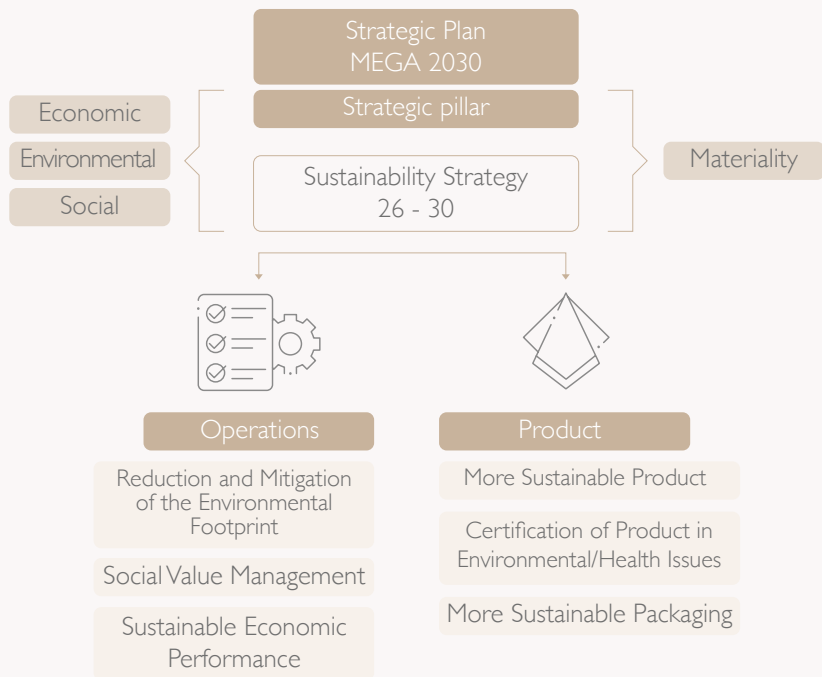 Strategic Plan
MEGA 2030
Strategic pillar
Economic
Environmental
Social
Sustainability Strategy
26 - 30
Materiality
Operations
Reduction and Mitigation
of the Environmental
Footprint
Social Value Management
Sustainable Economic
Performance
Product
More Sustainable Product
Certification of Product in
Environmental/Health Issues
More Sustainable Packaging